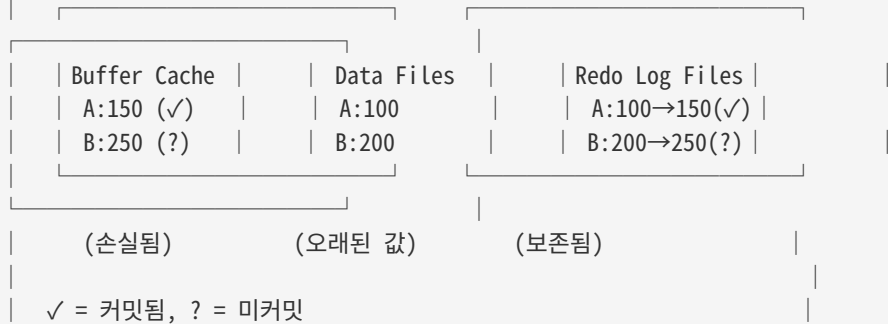 Buffer Cache Data Files Redo Log Files
A:150 (✓) A:100 A:100→150(✓)
B:250 (?) B:200 B:200→250(?)
(손실됨) (오래된 값) (보존됨)
✓ = 커밋됨, ? = 미커밋